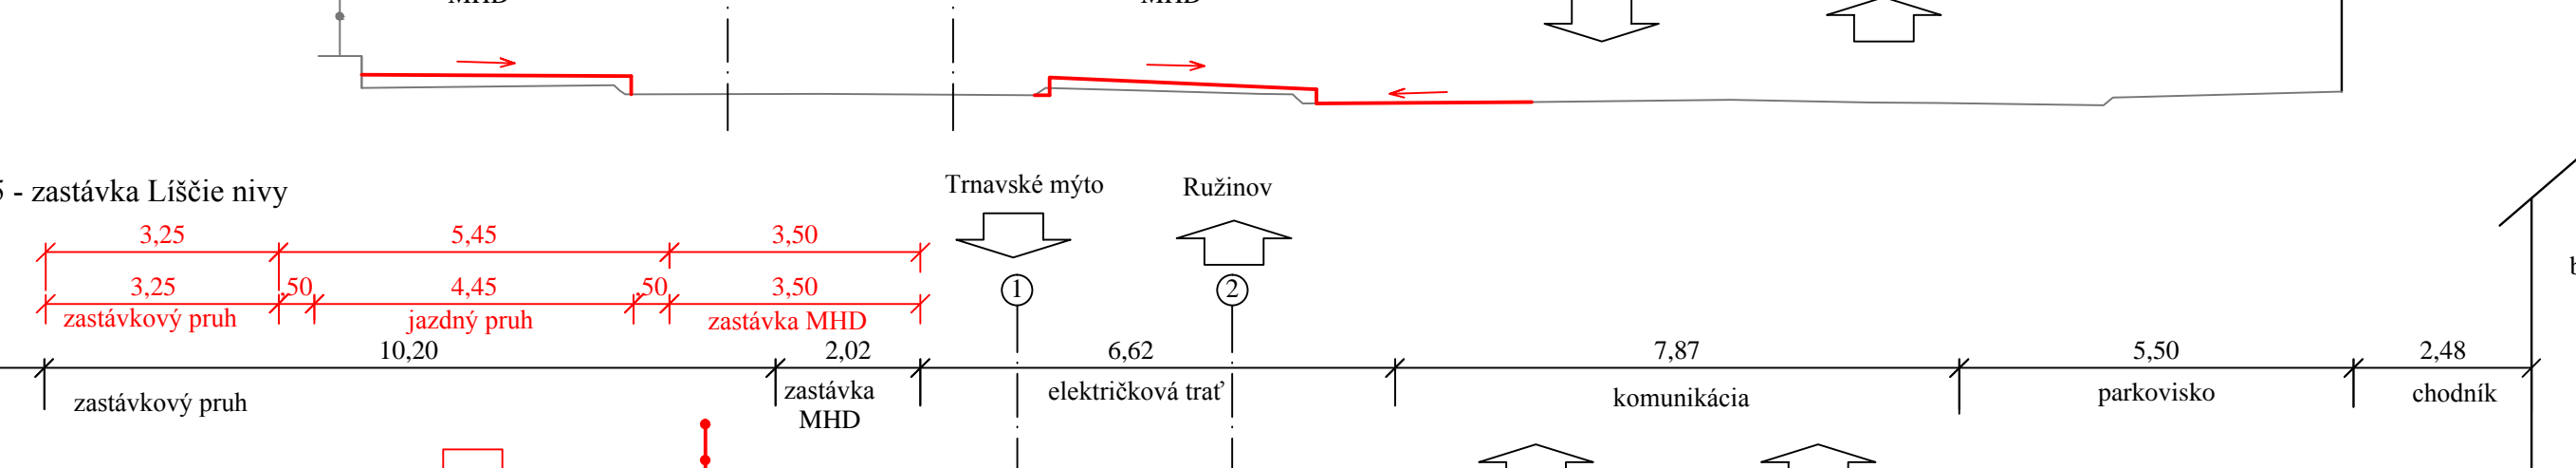 MHD
MHD
5 - zastávka Líščie nivy
Trnavské mýto
Ružinov
3,25
5,45
3,50
3,25
,50
4,45
,50
3,50
1
2
zastávkový pruh
jazdný pruh
zastávka MHD
10,20
2,02
6,62
7,87
5,50
2,48
zastávkový pruh
zastávka
MHD
električková trať
komunikácia
parkovisko
chodník